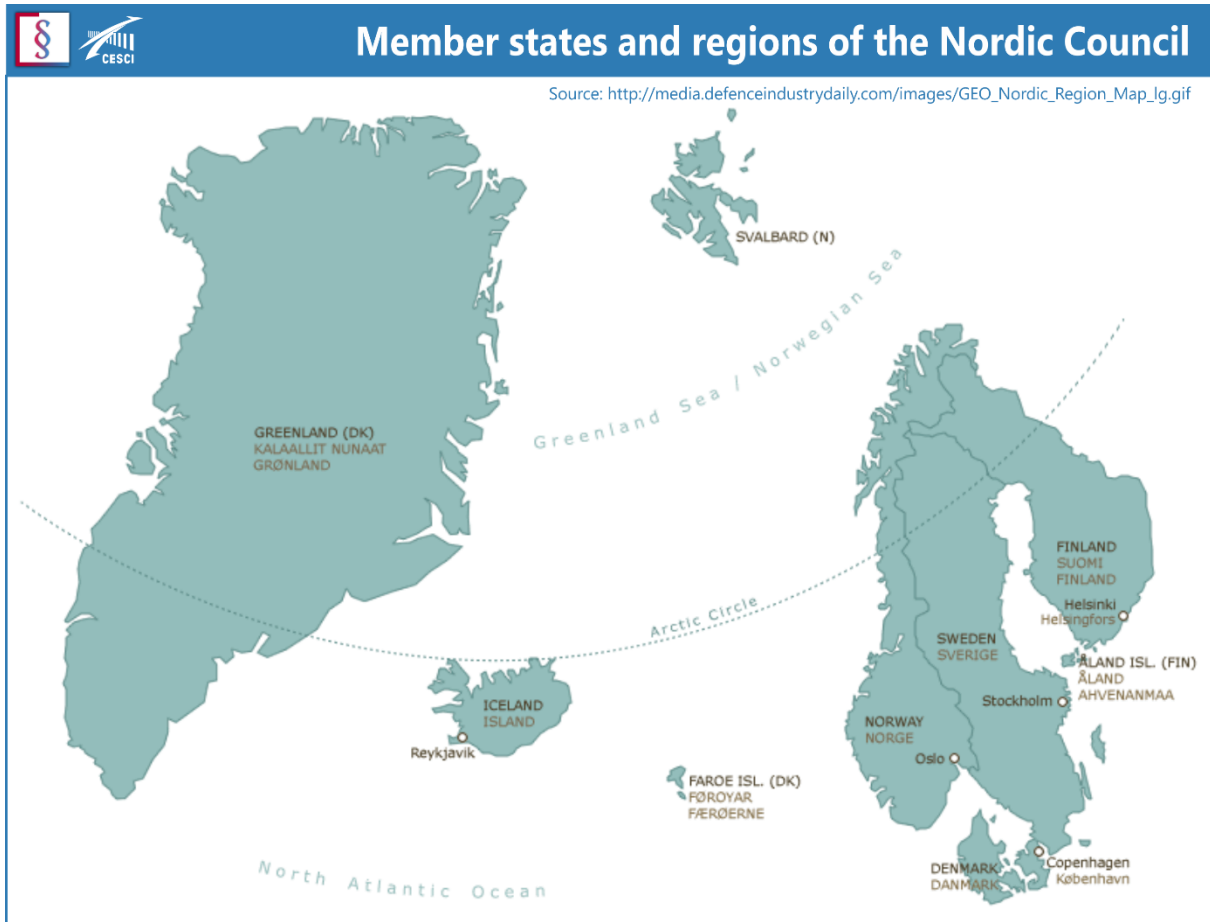 §
CESCI
Member states and regions of the Nordic Council
Source: http://media.defenceindustrydaily.com/images/GEO_Nordic_Region_Map_lg.gif
SVALBARD (N)
Greenland Sea / Norwegian Sea
GREENLAND (DK)
KALAALLIT NUNAAT
GRØNLAND
Arctic Circle
FINLAND
SUOMI
FINLAND
Helsinki
Helsingfors
SWEDEN
SVERIGE
ÅLAND ISL. (FIN)
ÅLAND
AHVENANMAA
Stockholm
ICELAND
ISLAND
Reykjavik
NORWAY
NORGE
Oslo
FAROE ISL. (DK)
FØROYAR
FÆRØERNE
DENMARK
DANMARK
Copenhagen
København
North Atlantic Ocean